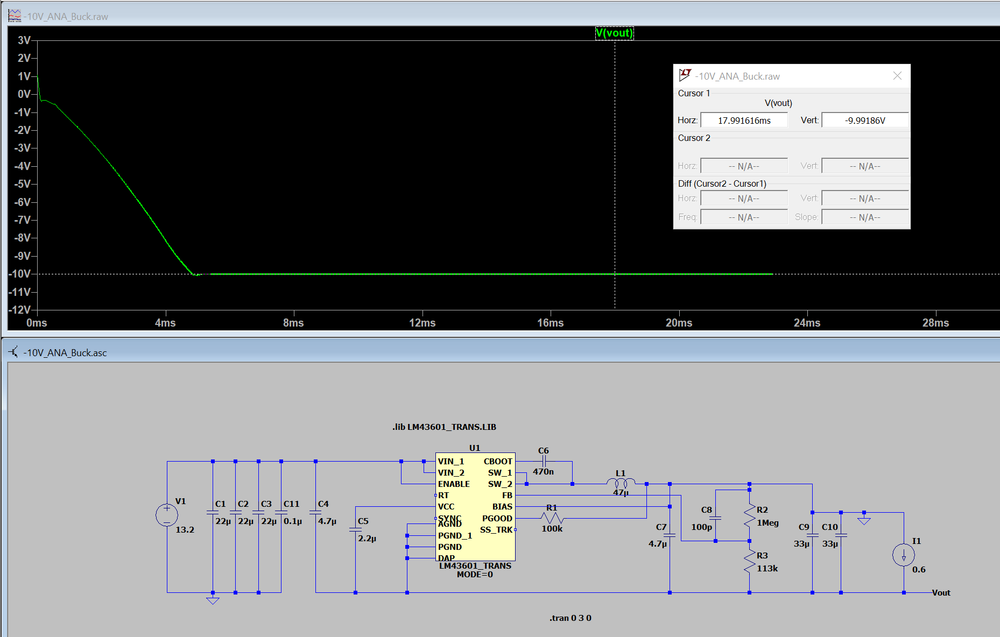 -10V_ANA_Buck.raw
V(vout)
3V
2V
1V
0V
-1V
-2V
-3V
-4V
-5V
-6V
-7V
-8V
-9V
-10V
-11V
-12V
0ms 4ms 8ms 12ms 16ms 20ms 24ms 28ms
-10V_ANA_Buck.raw
Cursor 1
V(vout)
Horz: 17.991616ms Vert: -9.99186V
Cursor 2
Horz: -- N/A-- Vert: -- N/A--
Diff (Cursor2 - Cursor1)
Horz: -- N/A-- Vert: -- N/A--
Freq: -- N/A-- Slope: -- N/A--
-10V_ANA_Buck.asc
.lib LM43601_TRANS.LIB
V1
13.2
C1
22µ
C2
22µ
C3
22µ
C11
0.1µ
C4
4.7µ
C5
2.2µ
U1
VIN_1
VIN_2
ENABLE
RT
VCC
SYNC
AGND
PGND_1
PGND
DAP
CBOOT
SW_1
SW_2
FB
BIAS
PGOOD
SS_TRK
LM43601_TRANS
MODE=0
C6
470n
L1
47µ
R1
100k
C7
4.7µ
C8
100p
R2
1Meg
R3
113k
C9
33µ
C10
33µ
I1
0.6
Vout
.tran 0 3 0